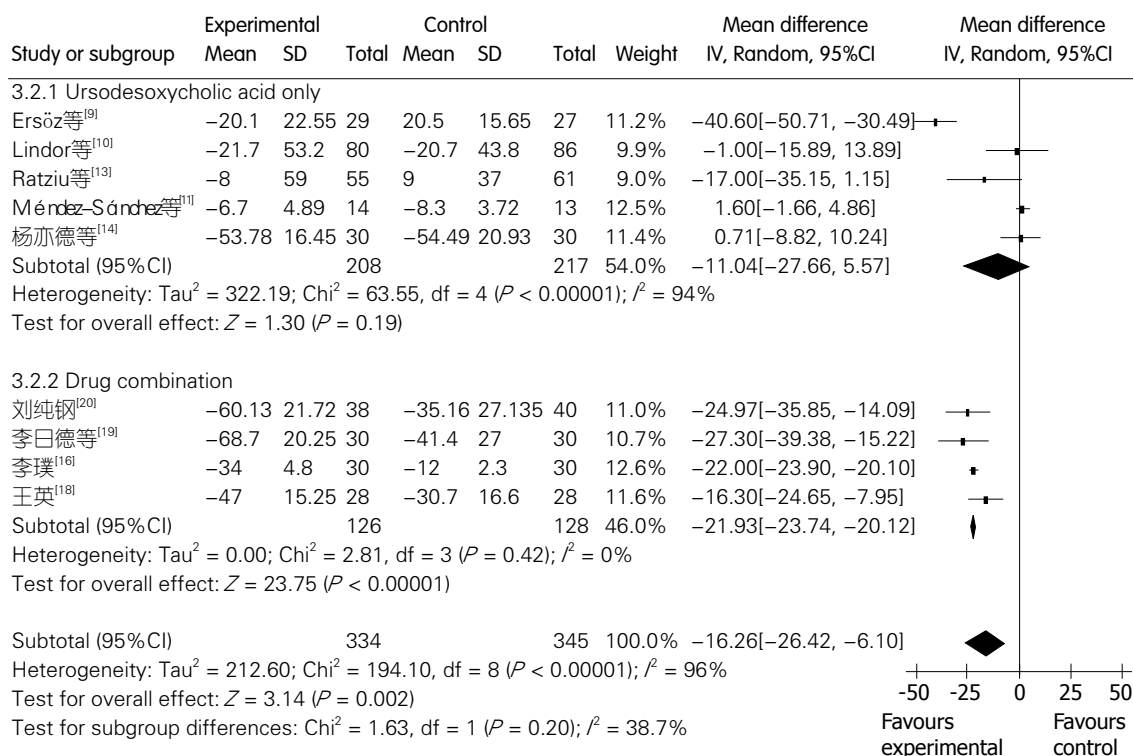 Experimental Control Mean difference Mean difference
Study or subgroup Mean SD Total Mean SD Total Weight IV, Random, 95%CI IV, Random, 95%CI
3.2.1 Ursodesoxycholic acid only
Ersöz等[9] −20.1 22.55 29 20.5 15.65 27 11.2% −40.60[−50.71, −30.49]
Lindor等[10] −21.7 53.2 80 −20.7 43.8 86 9.9% −1.00[−15.89, 13.89]
Ratziu等[13] −8 59 55 9 37 61 9.0% −17.00[−35.15, 1.15]
Méndez-Sánchez等[11] −6.7 4.89 14 −8.3 3.72 13 12.5% 1.60[−1.66, 4.86]
杨亦德等[14] −53.78 16.45 30 −54.49 20.93 30 11.4% 0.71[−8.82, 10.24]
Subtotal (95%CI) 208 217 54.0% −11.04[−27.66, 5.57]
Heterogeneity: Tau² = 322.19; Chi² = 63.55, df = 4 (P < 0.00001); I² = 94%
Test for overall effect: Z = 1.30 (P = 0.19)
3.2.2 Drug combination
刘纯钢[20] −60.13 21.72 38 −35.16 27.135 40 11.0% −24.97[−35.85, −14.09]
李日德等[19] −68.7 20.25 30 −41.4 27 30 10.7% −27.30[−39.38, −15.22]
李璞[16] −34 4.8 30 −12 2.3 30 12.6% −22.00[−23.90, −20.10]
王英[18] −47 15.25 28 −30.7 16.6 28 11.6% −16.30[−24.65, −7.95]
Subtotal (95%CI) 126 128 46.0% −21.93[−23.74, −20.12]
Heterogeneity: Tau² = 0.00; Chi² = 2.81, df = 3 (P = 0.42); I² = 0%
Test for overall effect: Z = 23.75 (P < 0.00001)
Subtotal (95%CI) 334 345 100.0% −16.26[−26.42, −6.10]
Heterogeneity: Tau² = 212.60; Chi² = 194.10, df = 8 (P < 0.00001); I² = 96%
Test for overall effect: Z = 3.14 (P = 0.002)
Test for subgroup differences: Chi² = 1.63, df = 1 (P = 0.20); I² = 38.7%
-50 -25 0 25 50
Favours Favours
experimental control